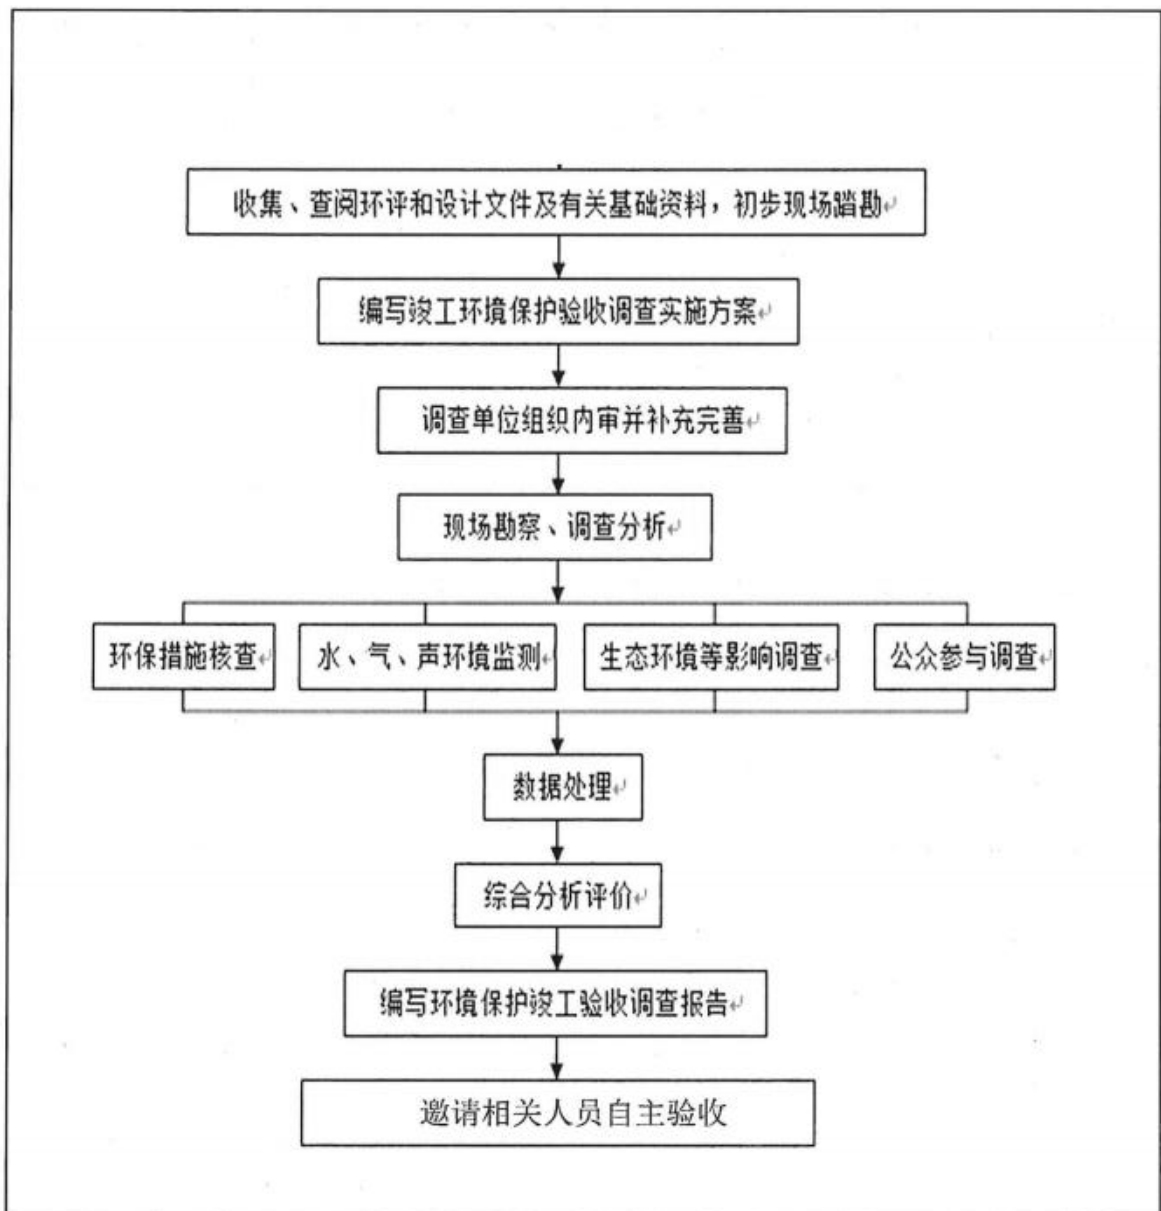 收集、查阅环评和设计文件及有关基础资料，初步现场踏勘↵
编写竣工环境保护验收调查实施方案↵
调查单位组织内审并补充完善↵
现场勘察、调查分析↵
环保措施核查↵
水、气、声环境监测↵
生态环境等影响调查↵
公众参与调查↵
数据处理↵
综合分析评价↵
编写环境保护竣工验收调查报告↵
邀请相关人员自主验收